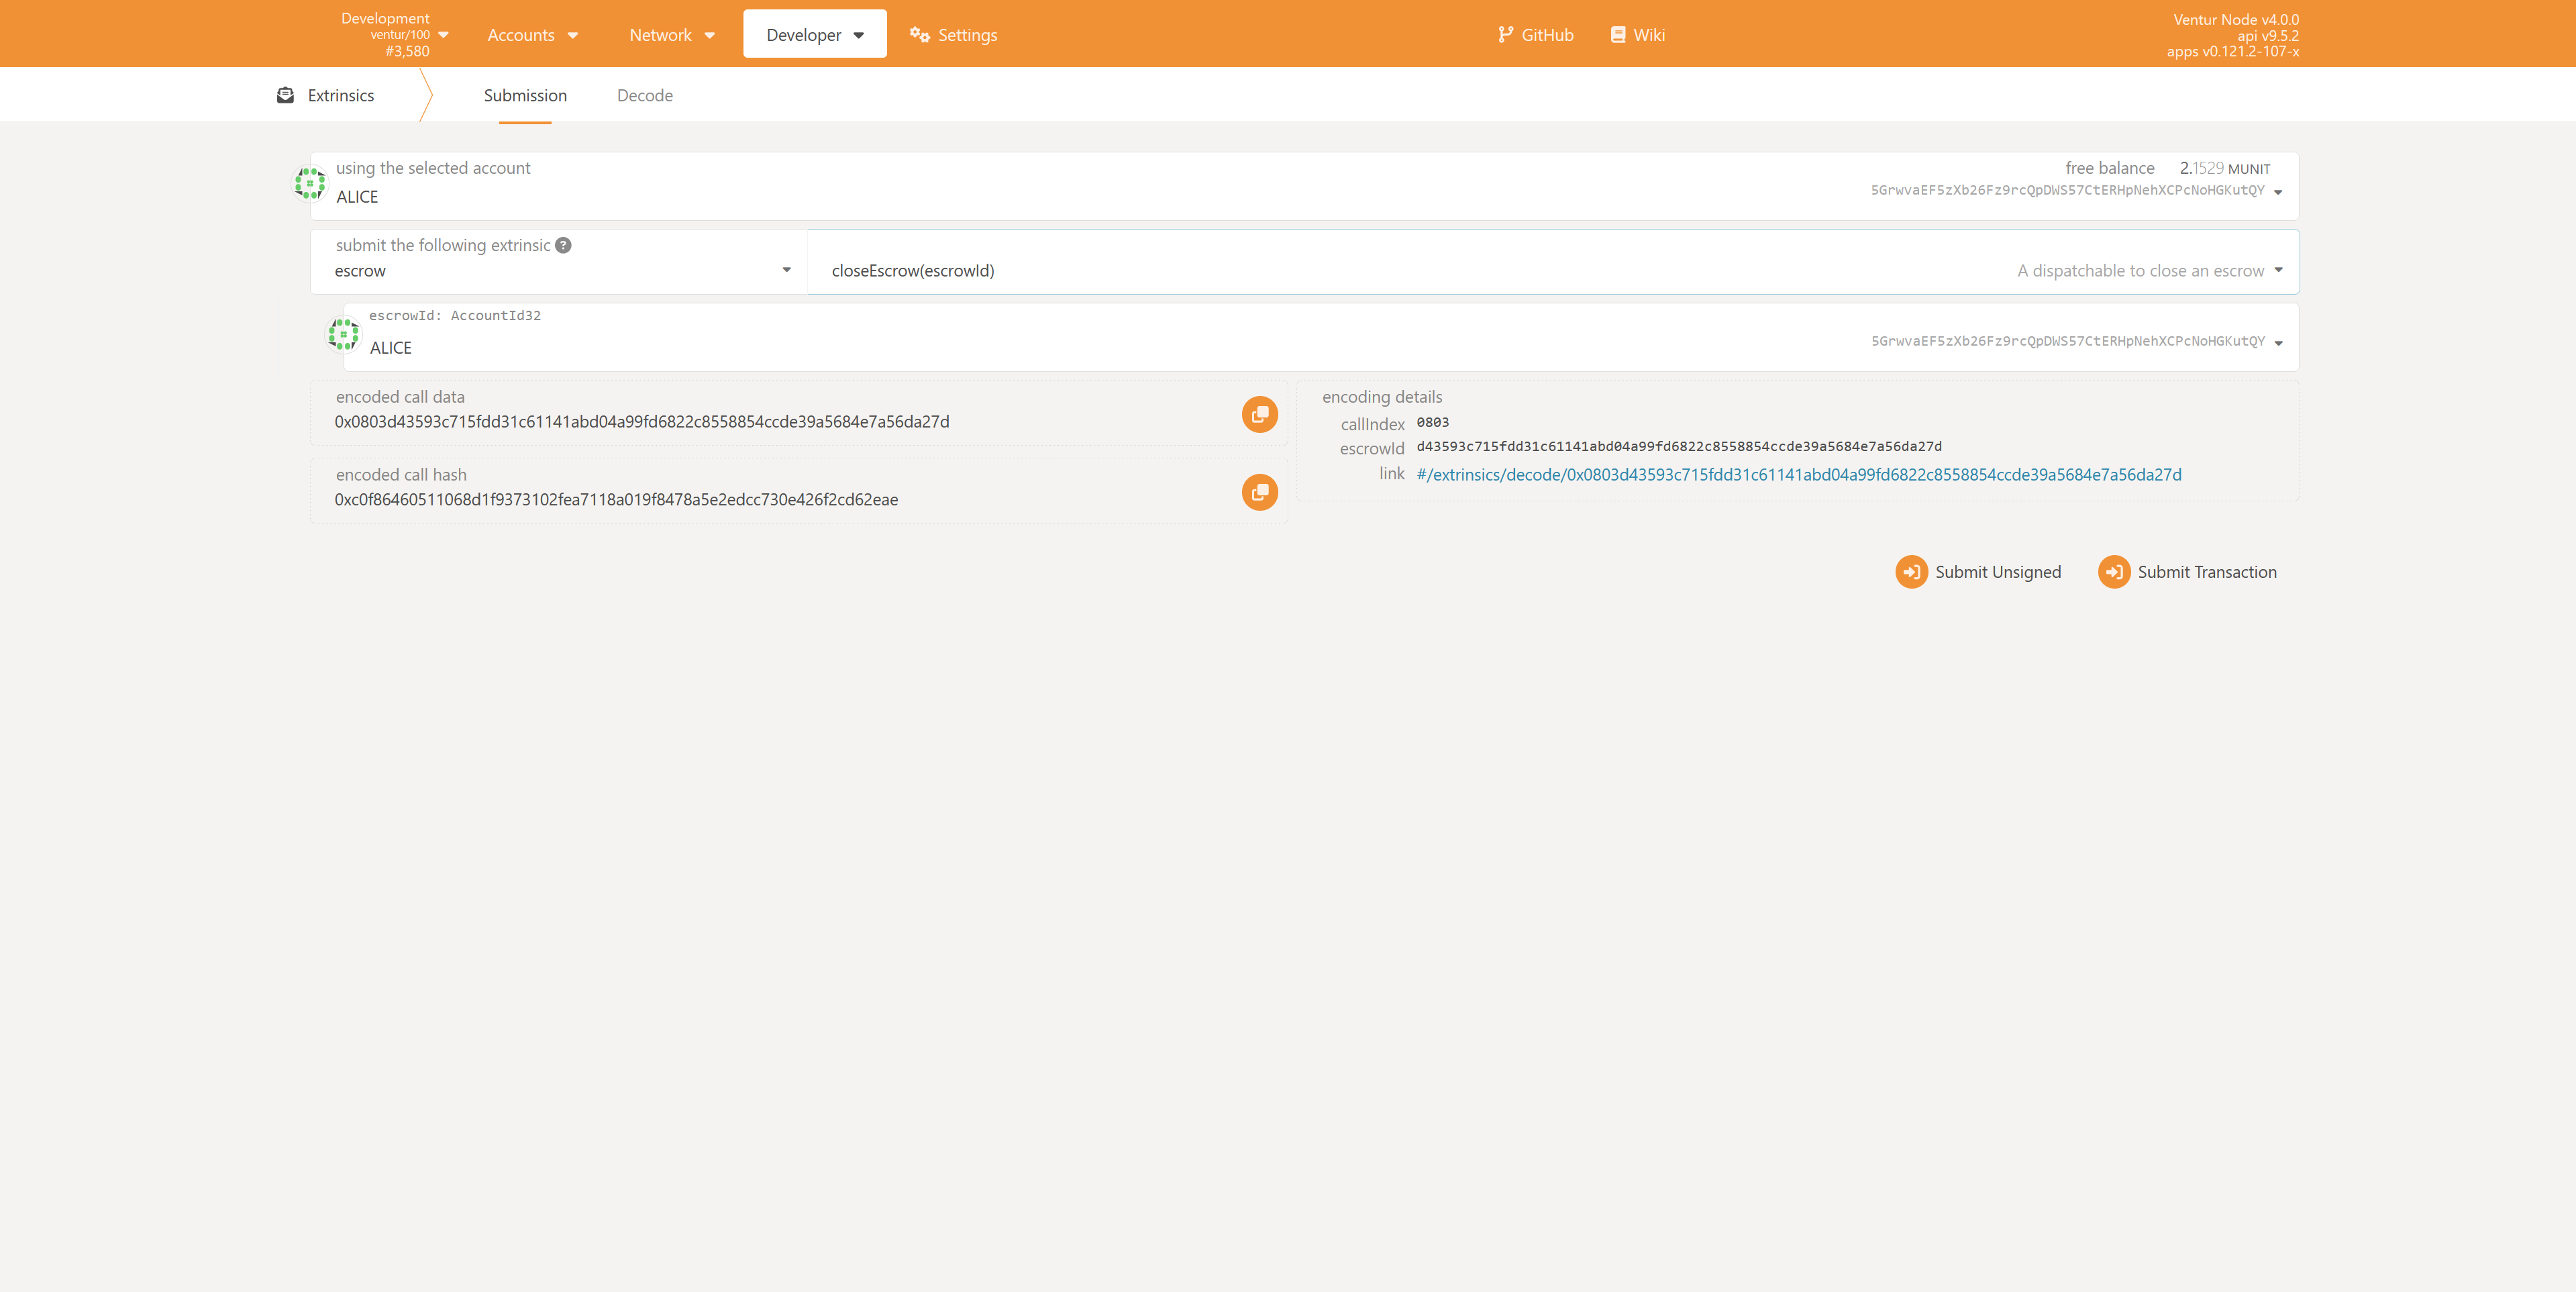 Development
ventur/100
#3,580
Accounts
Network
Developer
Settings
GitHub
Wiki
Ventur Node v4.0.0
api v9.5.2
apps v0.121.2-107-x
Extrinsics
Submission
Decode
using the selected account
ALICE
free balance 2.1529 MUNIT
5GrwvaEF5zXb26Fz9rcQpDWS57CtERHpNehXCPcNoHGKutQY
submit the following extrinsic ?
escrow
closeEscrow(escrowId)
A dispatchable to close an escrow
escrowId: AccountId32
ALICE
5GrwvaEF5zXb26Fz9rcQpDWS57CtERHpNehXCPcNoHGKutQY
encoded call data
0x0803d43593c715fdd31c61141abd04a99fd6822c8558854ccde39a5684e7a56da27d
encoded call hash
0xc0f86460511068d1f9373102fea7118a019f8478a5e2edcc730e426f2cd62eae
encoding details
callIndex 0803
escrowId d43593c715fdd31c61141abd04a99fd6822c8558854ccde39a5684e7a56da27d
link #/extrinsics/decode/0x0803d43593c715fdd31c61141abd04a99fd6822c8558854ccde39a5684e7a56da27d
Submit Unsigned
Submit Transaction